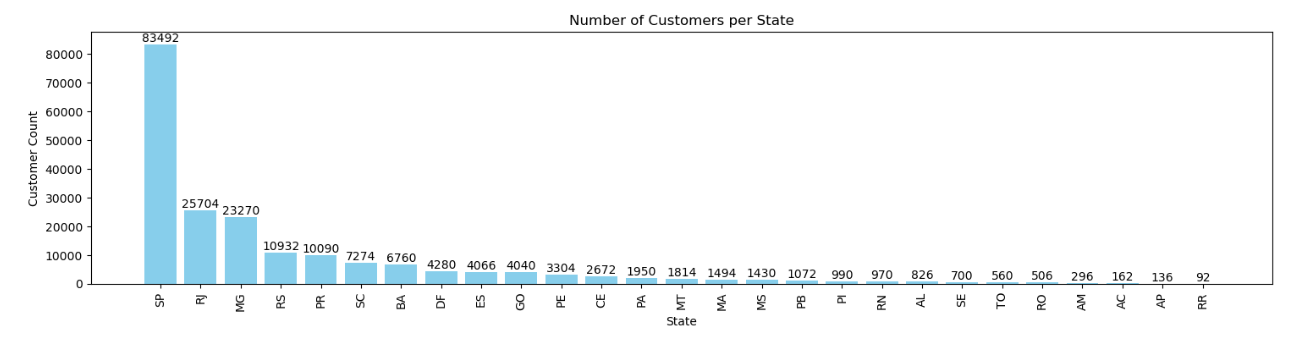 Number of Customers per State
Customer Count
80000
70000
60000
50000
40000
30000
20000
10000
0
83492
25704
23270
10932
10090
7274
6760
4280
4066
4040
3304
2672
1950
1814
1494
1430
1072
990
970
826
700
560
506
296
162
136
92
SP
RJ
MG
RS
PR
SC
BA
DF
ES
GO
PE
CE
PA
MT
MA
MS
PB
PI
RN
AL
SE
TO
RO
AM
AC
AP
RR
State